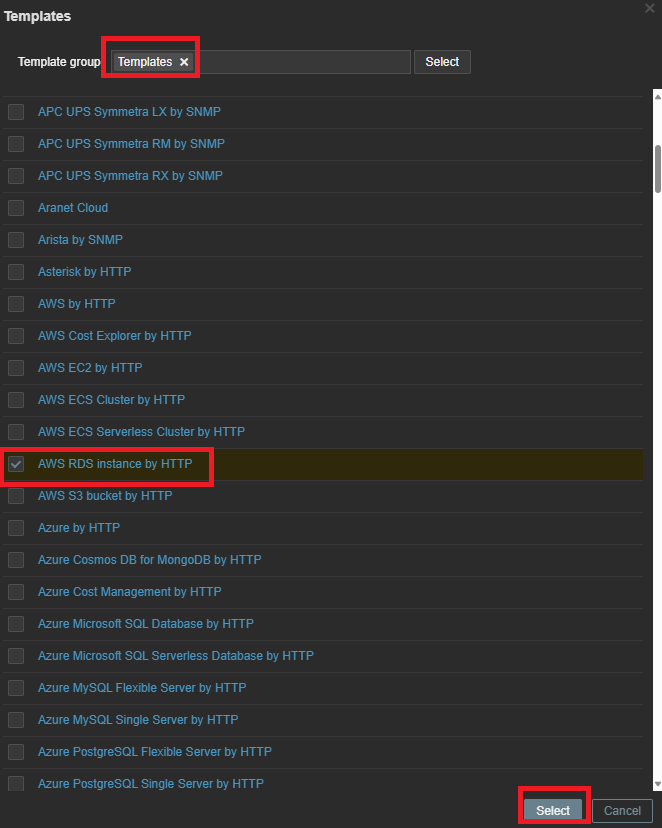 Templates
Template group Templates Select
APC UPS Symmetra LX by SNMP
APC UPS Symmetra RM by SNMP
APC UPS Symmetra RX by SNMP
Aranet Cloud
Arista by SNMP
Asterisk by HTTP
AWS by HTTP
AWS Cost Explorer by HTTP
AWS EC2 by HTTP
AWS ECS Cluster by HTTP
AWS ECS Serverless Cluster by HTTP
AWS RDS instance by HTTP
AWS S3 bucket by HTTP
Azure by HTTP
Azure Cosmos DB for MongoDB by HTTP
Azure Cost Management by HTTP
Azure Microsoft SQL Database by HTTP
Azure Microsoft SQL Serverless Database by HTTP
Azure MySQL Flexible Server by HTTP
Azure MySQL Single Server by HTTP
Azure PostgreSQL Flexible Server by HTTP
Azure PostgreSQL Single Server by HTTP
Select Cancel